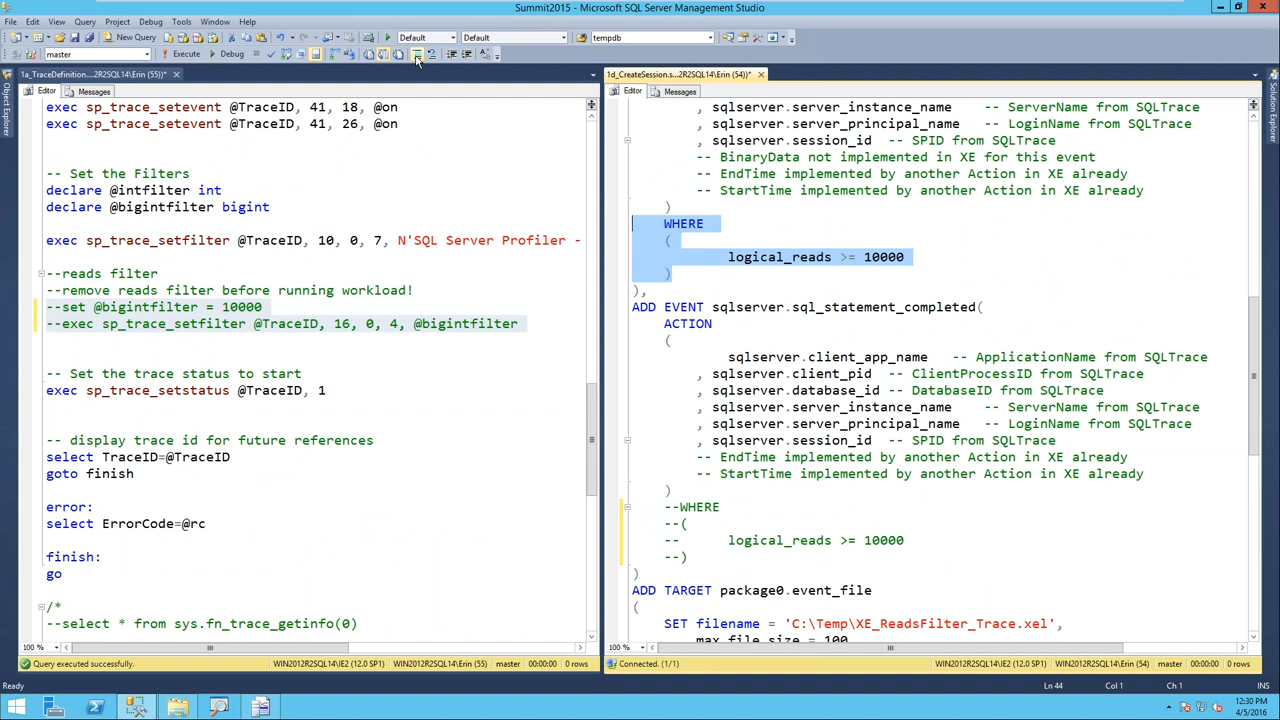 Summit2015 - Microsoft SQL Server Management Studio
File Edit View Query Project Debug Tools Window Help
New Query Default Default tempdb
master Execute Debug
1a_TraceDefinition....2R2SQL14\Erin (55))*
Editor Messages
exec sp_trace_setevent @TraceID, 41, 18, @on
exec sp_trace_setevent @TraceID, 41, 26, @on
-- Set the Filters
declare @intfilter int
declare @bigintfilter bigint
exec sp_trace_setfilter @TraceID, 10, 0, 7, N'SQL Server Profiler -
--reads filter
--remove reads filter before running workload!
--set @bigintfilter = 10000
--exec sp_trace_setfilter @TraceID, 16, 0, 4, @bigintfilter
-- Set the trace status to start
exec sp_trace_setstatus @TraceID, 1
-- display trace id for future references
select TraceID=@TraceID
goto finish
error:
select ErrorCode=@rc
finish:
go
/*
--select * from sys.fn_trace_getinfo(0)
100 %
Query executed successfully. WIN2012R2SQL14\IE2 (12.0 SP1) WIN2012R2SQL14\Erin (55) master 00:00:00 0 rows
1d_CreateSession.s...2R2SQL14\Erin (54))*
Editor Messages
, sqlserver.server_instance_name -- ServerName from SQLTrace
, sqlserver.server_principal_name -- LoginName from SQLTrace
, sqlserver.session_id -- SPID from SQLTrace
-- BinaryData not implemented in XE for this event
-- EndTime implemented by another Action in XE already
-- StartTime implemented by another Action in XE already
)
WHERE
(
logical_reads >= 10000
)
),
ADD EVENT sqlserver.sql_statement_completed(
ACTION
(
sqlserver.client_app_name -- ApplicationName from SQLTrace
, sqlserver.client_pid -- ClientProcessID from SQLTrace
, sqlserver.database_id -- DatabaseID from SQLTrace
, sqlserver.server_instance_name -- ServerName from SQLTrace
, sqlserver.server_principal_name -- LoginName from SQLTrace
, sqlserver.session_id -- SPID from SQLTrace
-- EndTime implemented by another Action in XE already
-- StartTime implemented by another Action in XE already
)
--WHERE
--(
-- logical_reads >= 10000
--)
)
ADD TARGET package0.event_file
(
SET filename = 'C:\Temp\XE_ReadsFilter_Trace.xel',
max_file_size = 100
100 %
Connected. (1/1) WIN2012R2SQL14\IE2 (12.0 SP1) WIN2012R2SQL14\Erin (54) master 00:00:00 0 rows
Object Explorer
Solution Explorer
Ready Ln 44 Col 1 Ch 1 INS
12:30 PM
4/5/2016